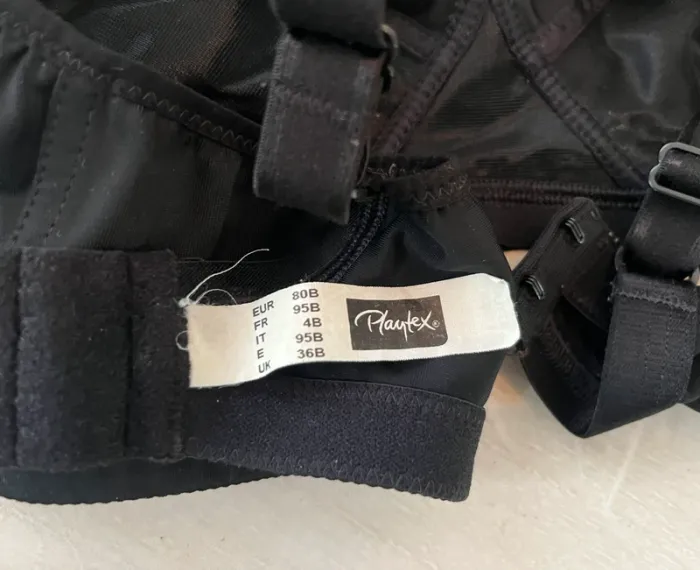 EUR 80B
FR 95B
IT 4B
E 95B
UK 36B
Playtex®